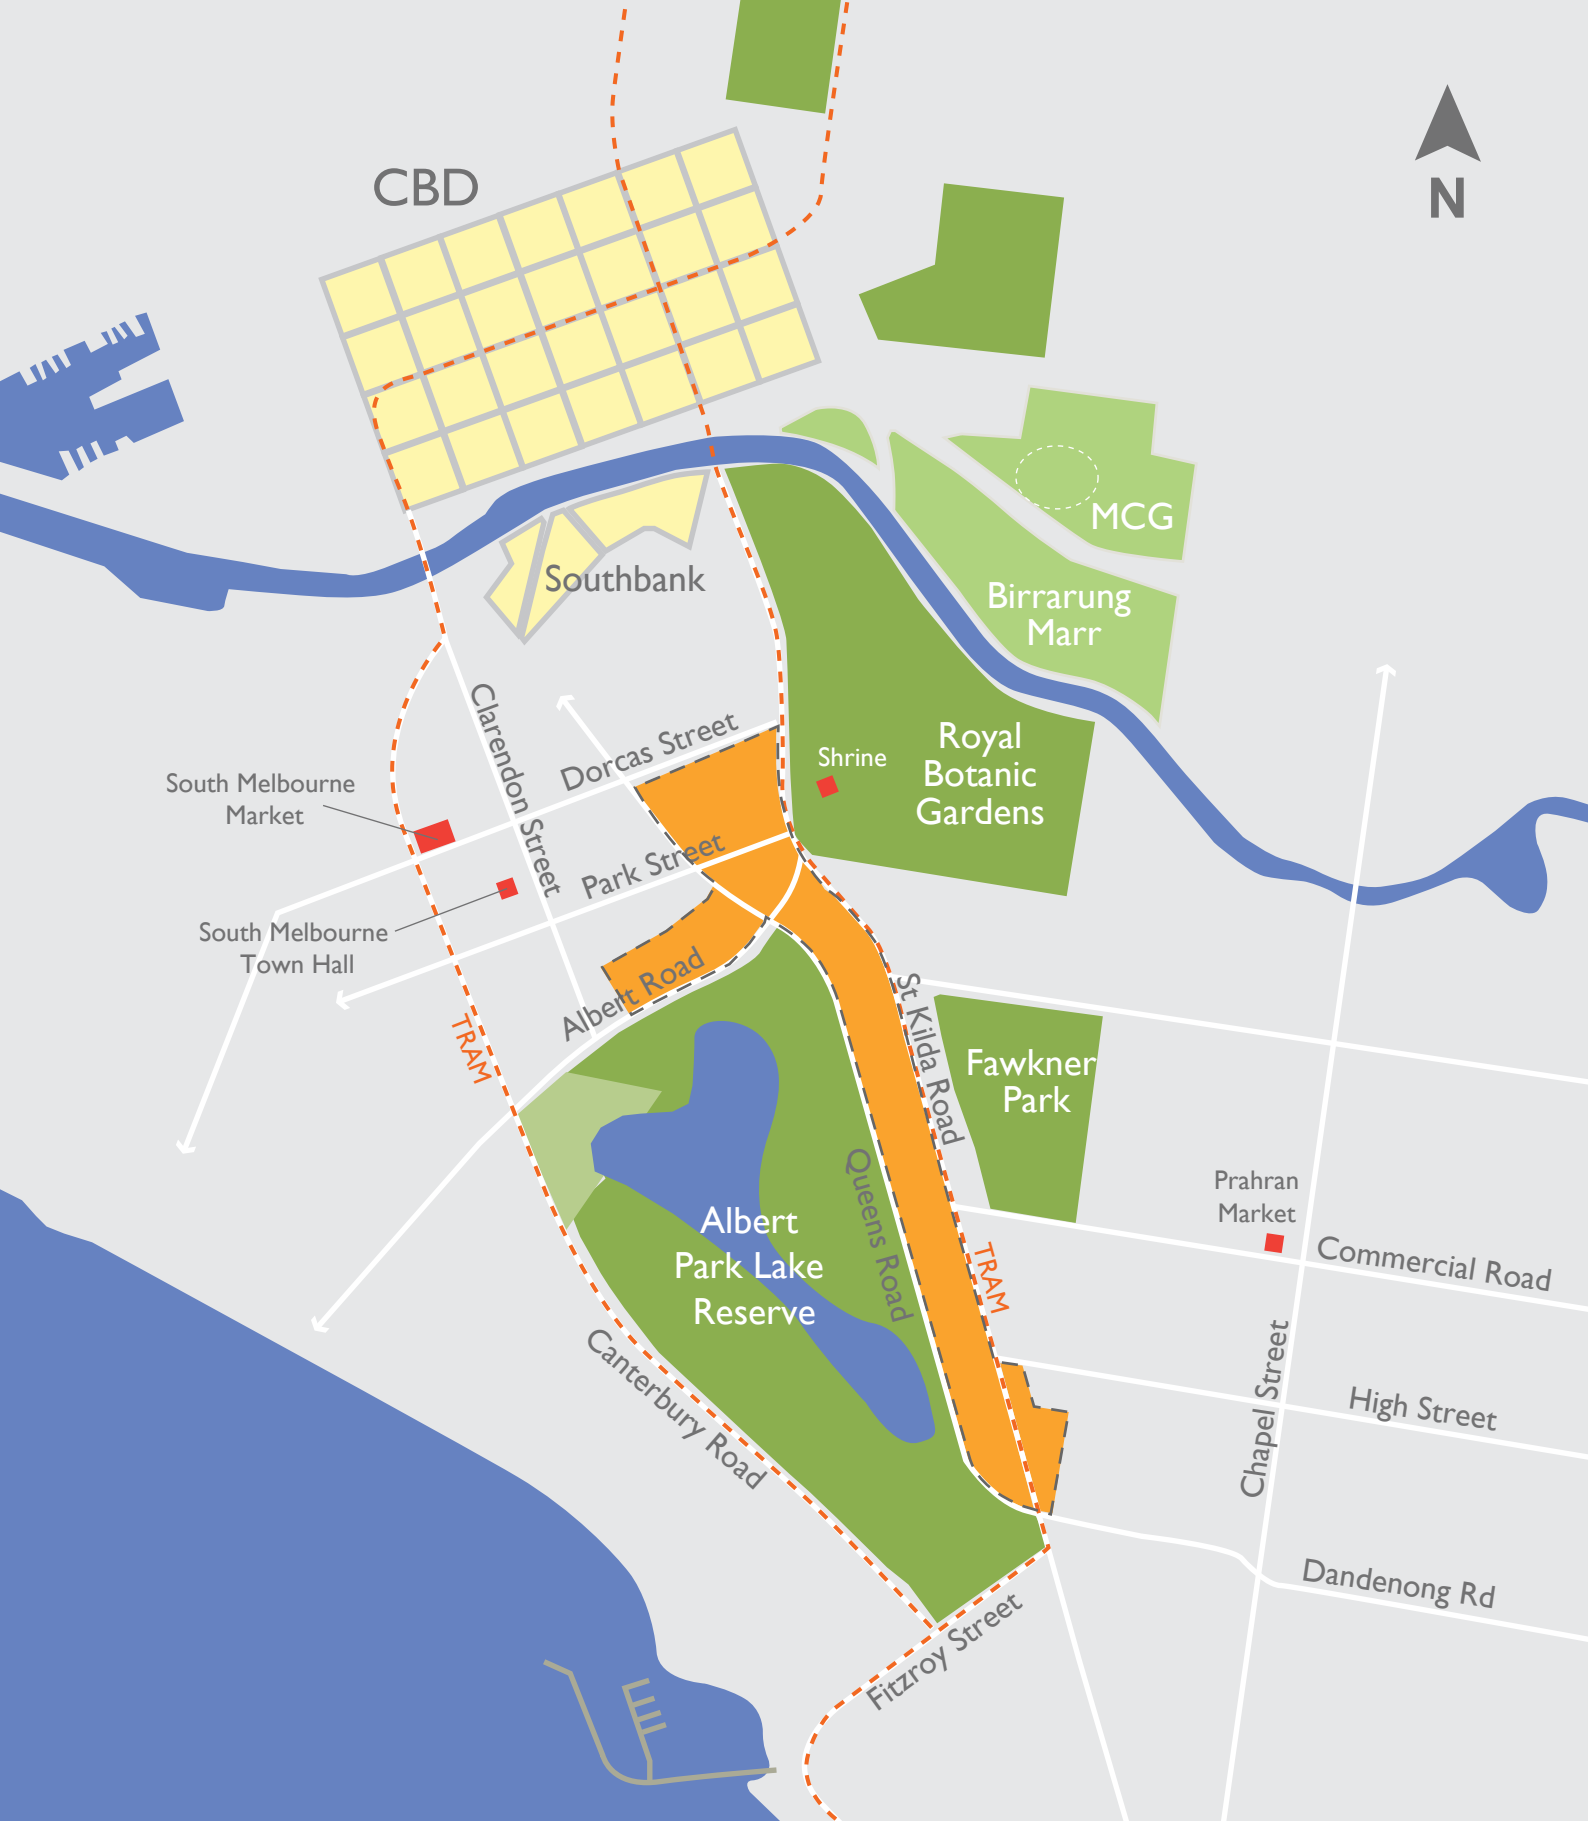 CBD
N
MCG
Southbank
Birrarung
Marr
Clarendon Street
Dorcas Street
Shrine
Royal
Botanic
Gardens
South Melbourne
Market
Park Street
South Melbourne
Town Hall
Albert Road
TRAM
St Kilda Road
Fawkner
Park
Queens Road
Prahran
Market
Albert
Park Lake
Reserve
TRAM
Commercial Road
Canterbury Road
Chapel Street
High Street
Dandenong Rd
Fitzroy Street